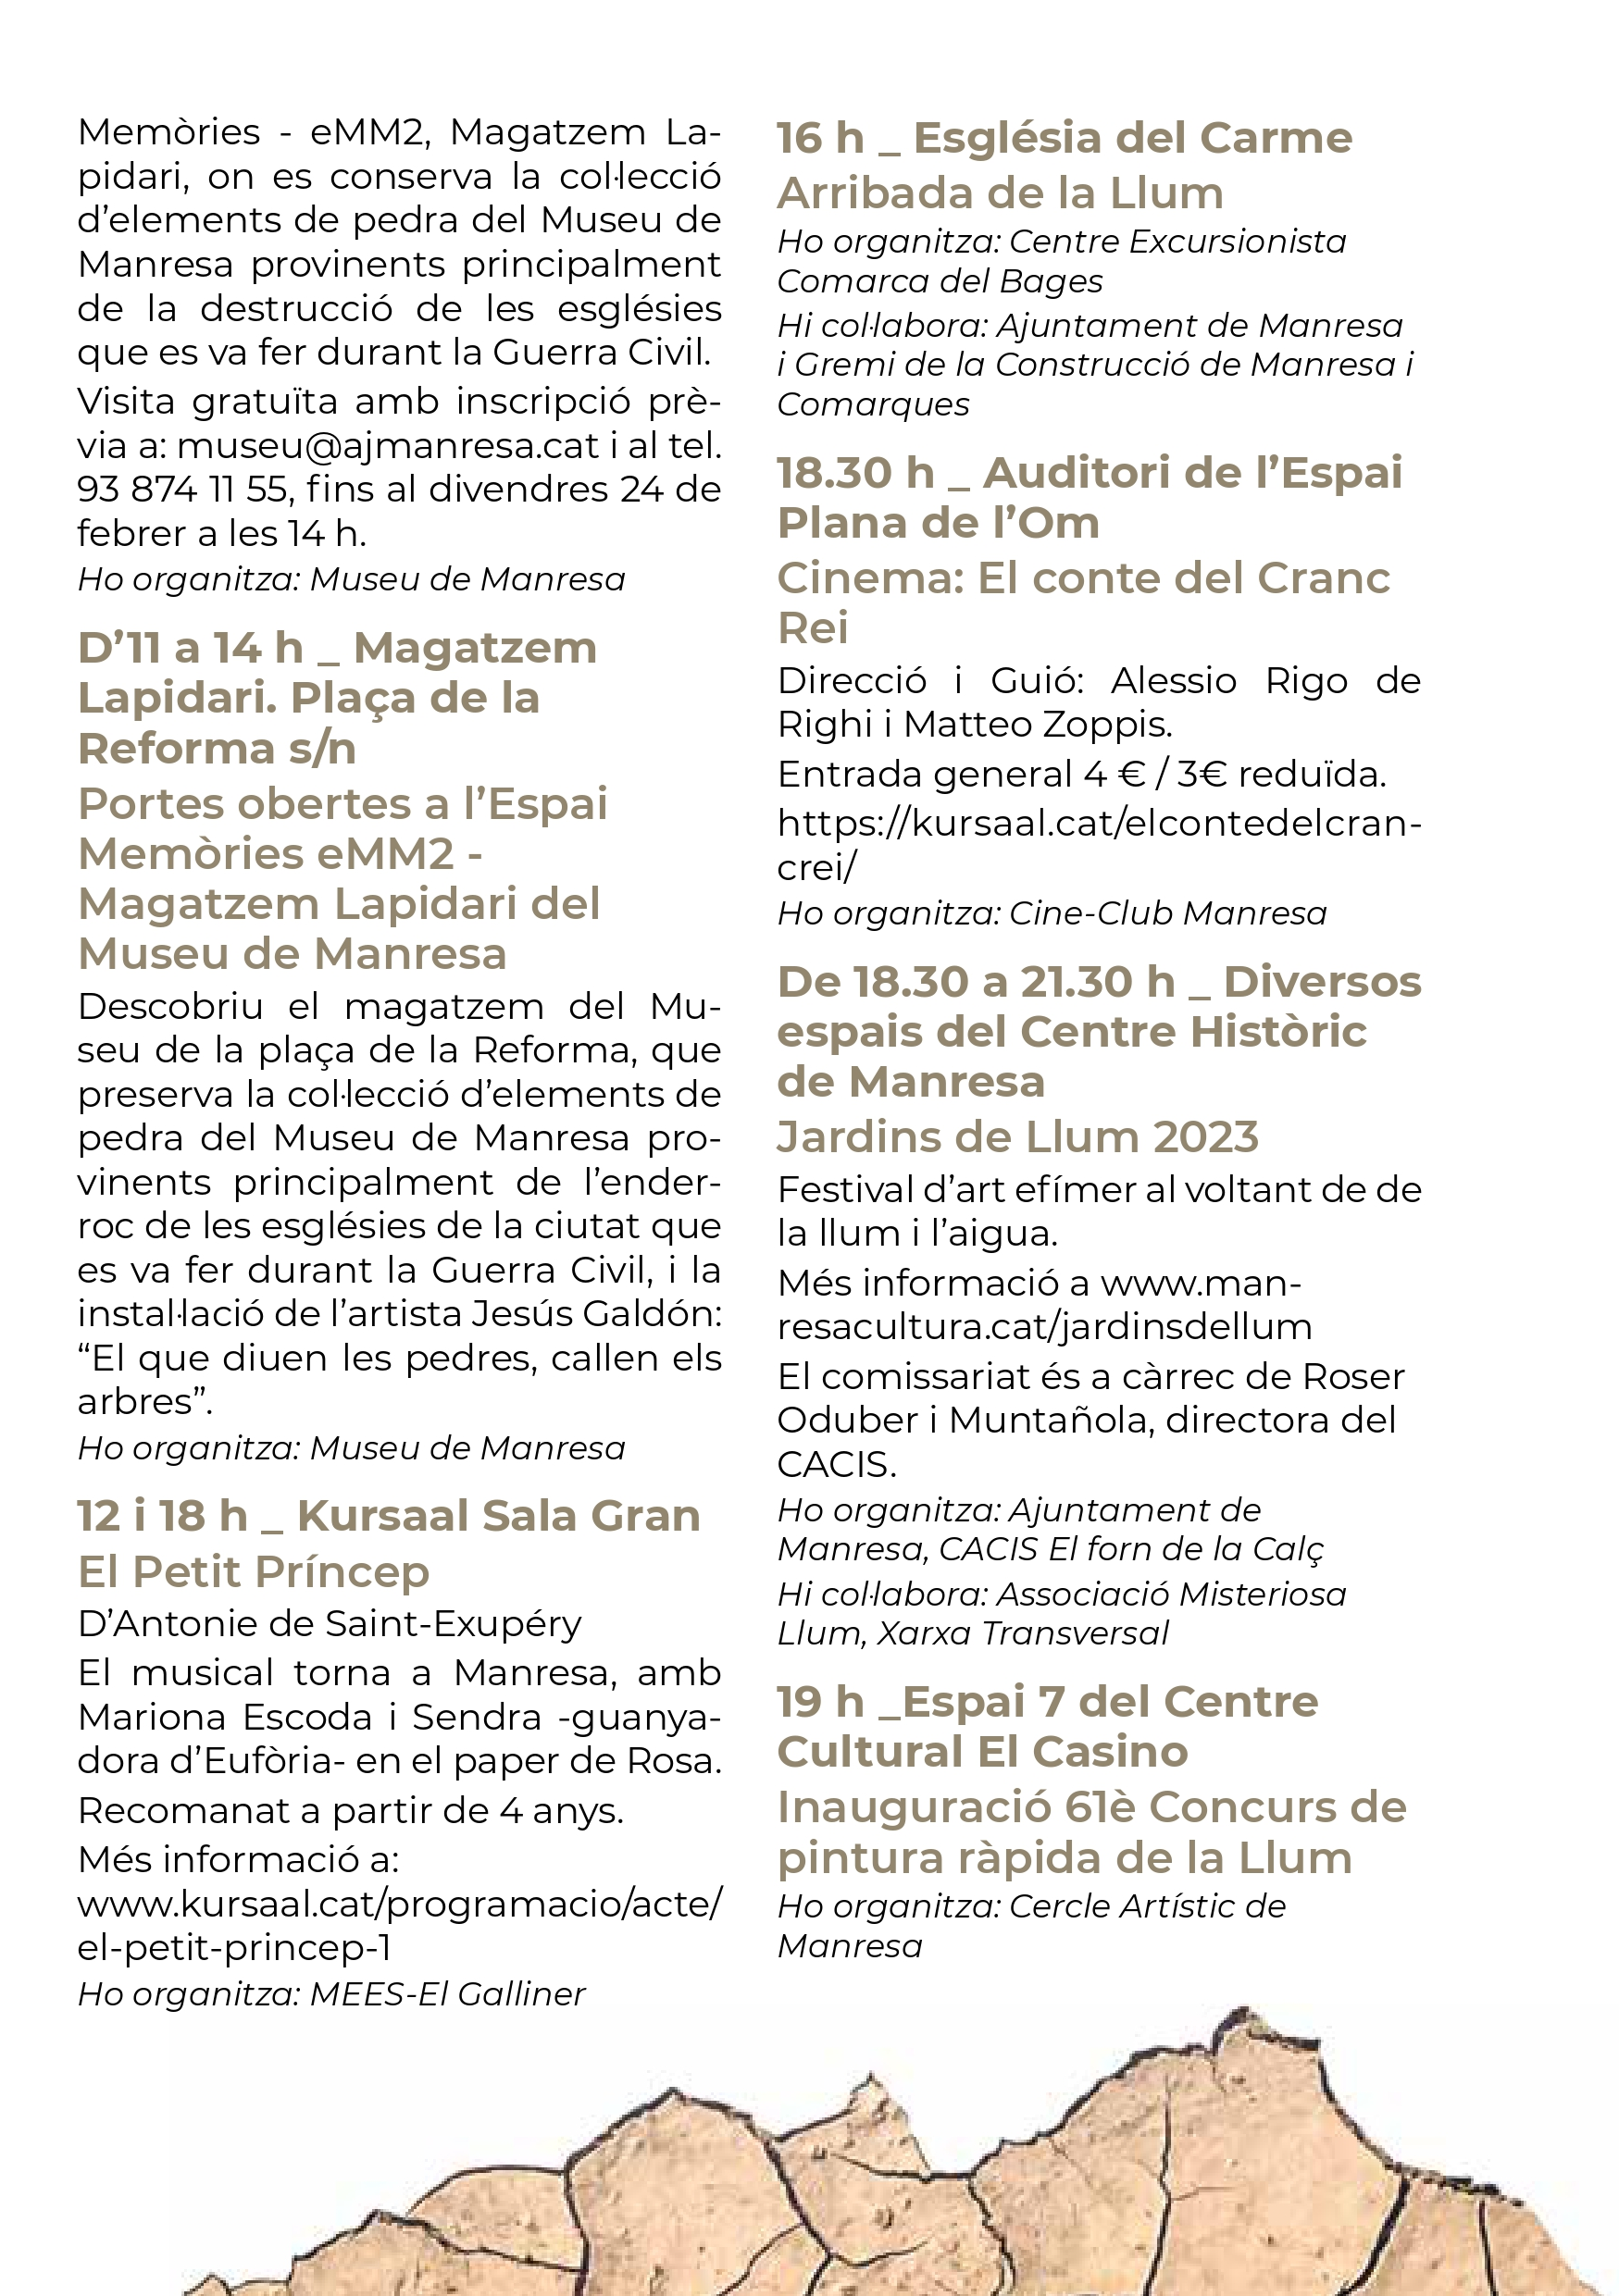 Memòries - eMM2, Magatzem La-
pidari, on es conserva la col·lecció
d’elements de pedra del Museu de
Manresa provinents principalment
de la destrucció de les esglésies
que es va fer durant la Guerra Civil.
Visita gratuïta amb inscripció prè-
via a: museu@ajmanresa.cat i al tel.
93 874 11 55, fins al divendres 24 de
febrer a les 14 h.
Ho organitza: Museu de Manresa
D’11 a 14 h _ Magatzem
Lapidari. Plaça de la
Reforma s/n
Portes obertes a l’Espai
Memòries eMM2 -
Magatzem Lapidari del
Museu de Manresa
Descobriu el magatzem del Mu-
seu de la plaça de la Reforma, que
preserva la col·lecció d’elements de
pedra del Museu de Manresa pro-
vinents principalment de l’ender-
roc de les esglésies de la ciutat que
es va fer durant la Guerra Civil, i la
instal·lació de l’artista Jesús Galdón:
“El que diuen les pedres, callen els
arbres”.
Ho organitza: Museu de Manresa
12 i 18 h _ Kursaal Sala Gran
El Petit Príncep
D’Antonie de Saint-Exupéry
El musical torna a Manresa, amb
Mariona Escoda i Sendra -guanya-
dora d’Eufòria- en el paper de Rosa.
Recomanat a partir de 4 anys.
Més informació a:
www.kursaal.cat/programacio/acte/
el-petit-princep-1
Ho organitza: MEES-El Galliner
16 h _ Església del Carme
Arribada de la Llum
Ho organitza: Centre Excursionista
Comarca del Bages
Hi col·labora: Ajuntament de Manresa
i Gremi de la Construcció de Manresa i
Comarques
18.30 h _ Auditori de l’Espai
Plana de l’Om
Cinema: El conte del Cranc
Rei
Direcció i Guió: Alessio Rigo de
Righi i Matteo Zoppis.
Entrada general 4 € / 3€ reduïda.
https://kursaal.cat/elcontedelcran-
crei/
Ho organitza: Cine-Club Manresa
De 18.30 a 21.30 h _ Diversos
espais del Centre Històric
de Manresa
Jardins de Llum 2023
Festival d’art efímer al voltant de de
la llum i l’aigua.
Més informació a www.man-
resacultura.cat/jardinsdellum
El comissariat és a càrrec de Roser
Oduber i Muntañola, directora del
CACIS.
Ho organitza: Ajuntament de
Manresa, CACIS El forn de la Calç
Hi col·labora: Associació Misteriosa
Llum, Xarxa Transversal
19 h _Espai 7 del Centre
Cultural El Casino
Inauguració 61è Concurs de
pintura ràpida de la Llum
Ho organitza: Cercle Artístic de
Manresa